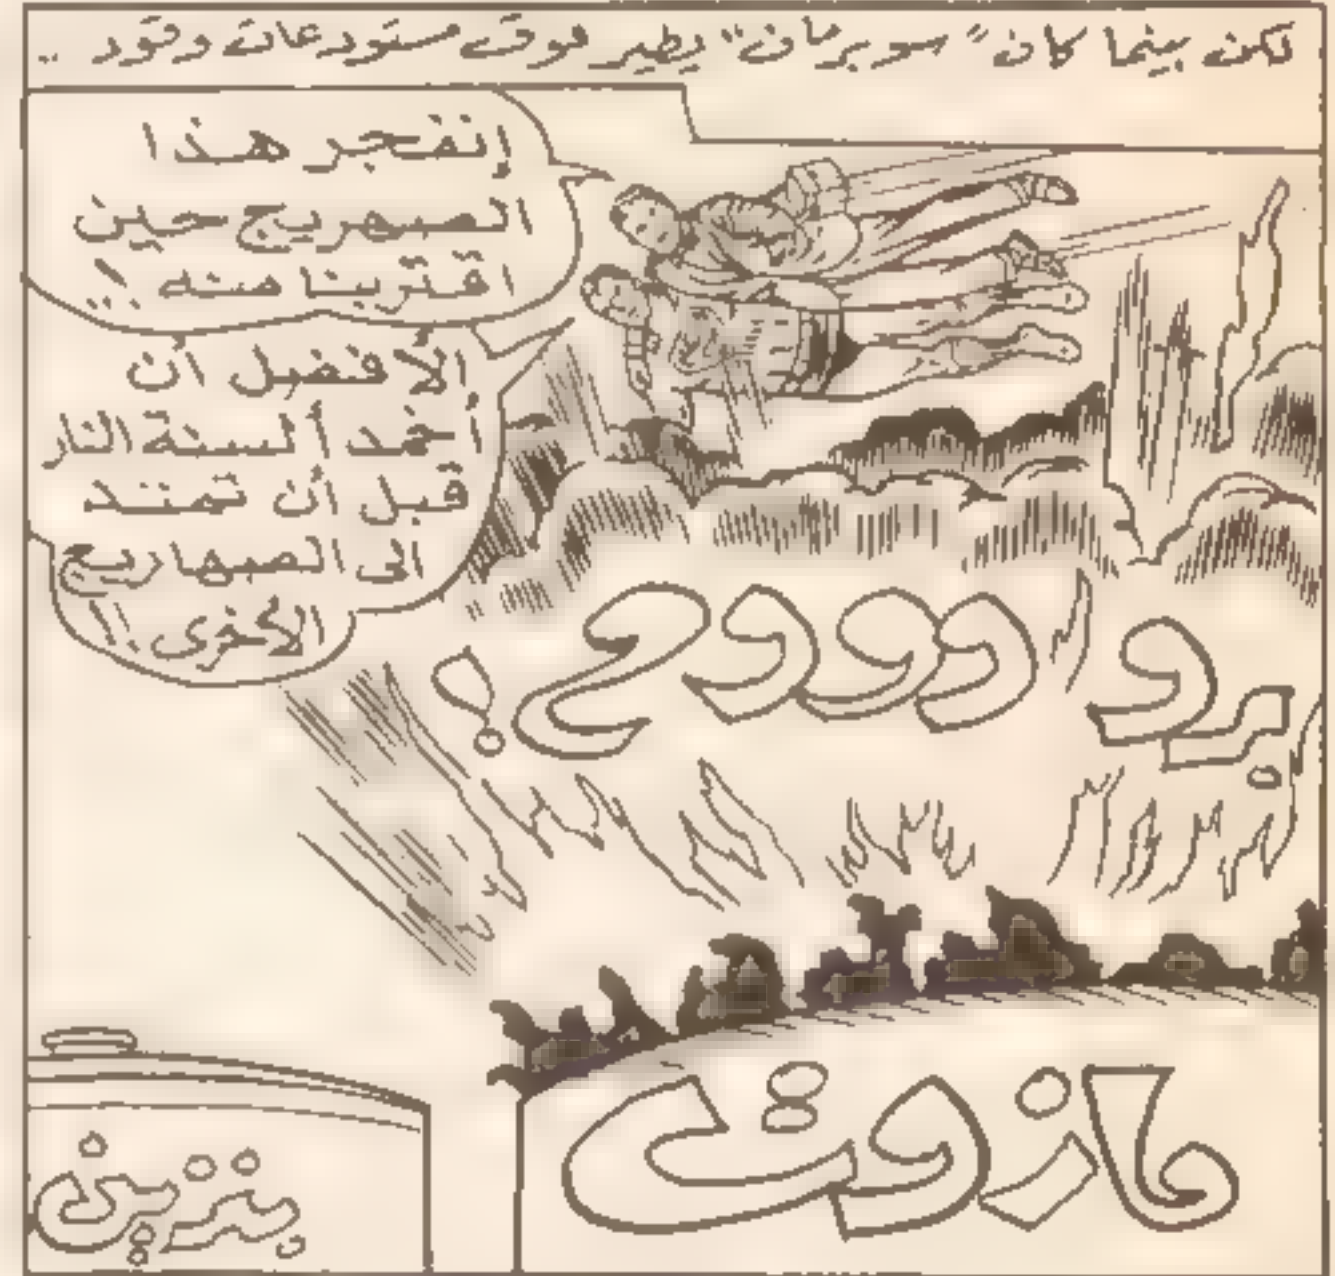 لكن بينما كان "سوبرمان" يطير فوق مستودعات وقود ..
إنفجر هذا
الصهريج حين
اقتربنا منه !!
الأفضل أن
أخمد ألسنة النار
قبل أن تمتد
الى الصهاريج
الأخرى !!
بروادوووم!
مازوت
بنزين